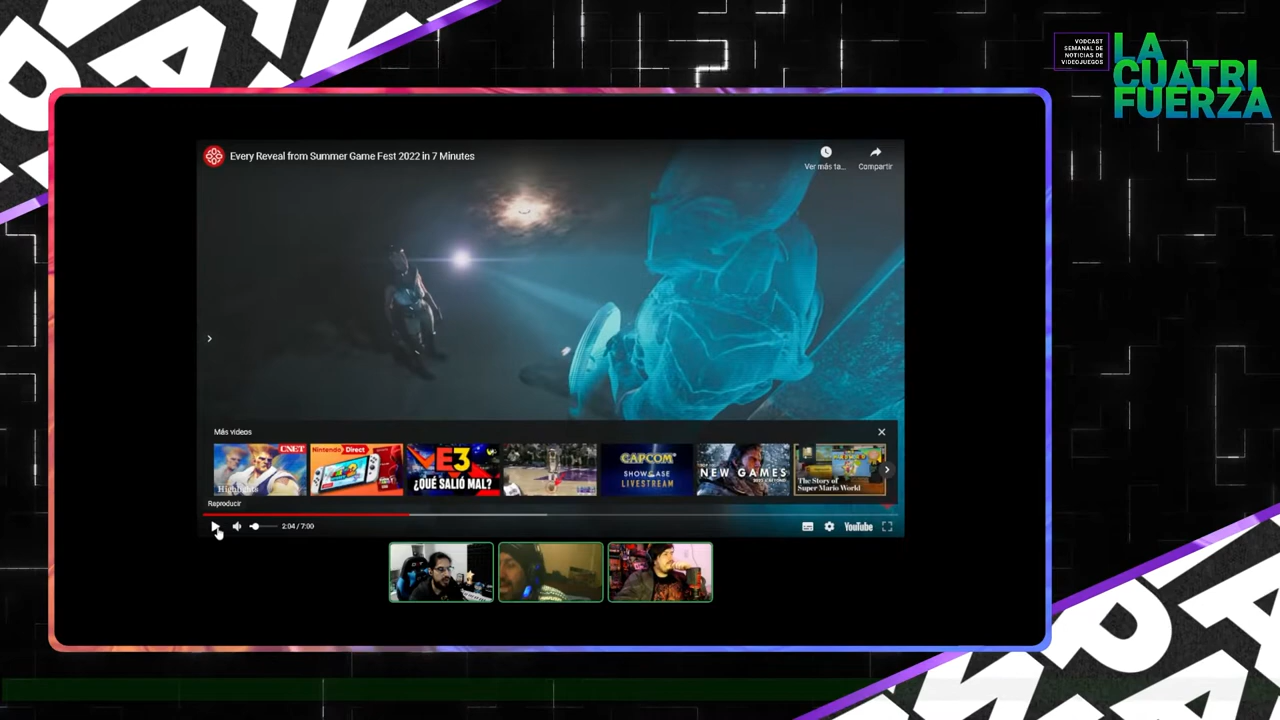 VODCAST
SEMANAL DE
NOTICIAS DE
VIDEOJUEGOS
LA
CUATRI
FUERZA
Every Reveal from Summer Game Fest 2022 in 7 Minutes
Ver más ta...
Compartir
Más videos
CNET
Highlights
Nintendo Direct
E3
¿QUÉ SALIÓ MAL?
CAPCOM
SHOWCASE
LIVESTREAM
NEW GAMES
The Story of
Super Mario World
Reproducir
2:04 / 7:00
YouTube